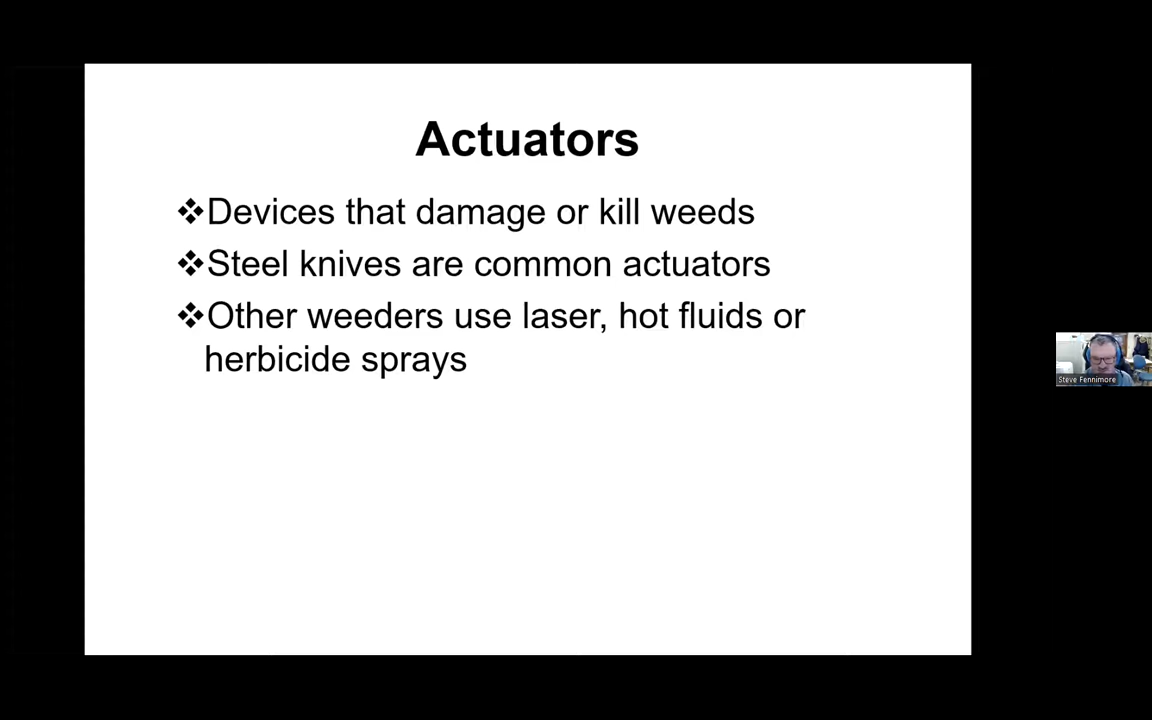 Actuators
❖Devices that damage or kill weeds
❖Steel knives are common actuators
❖Other weeders use laser, hot fluids or
herbicide sprays
Steve Fennimore